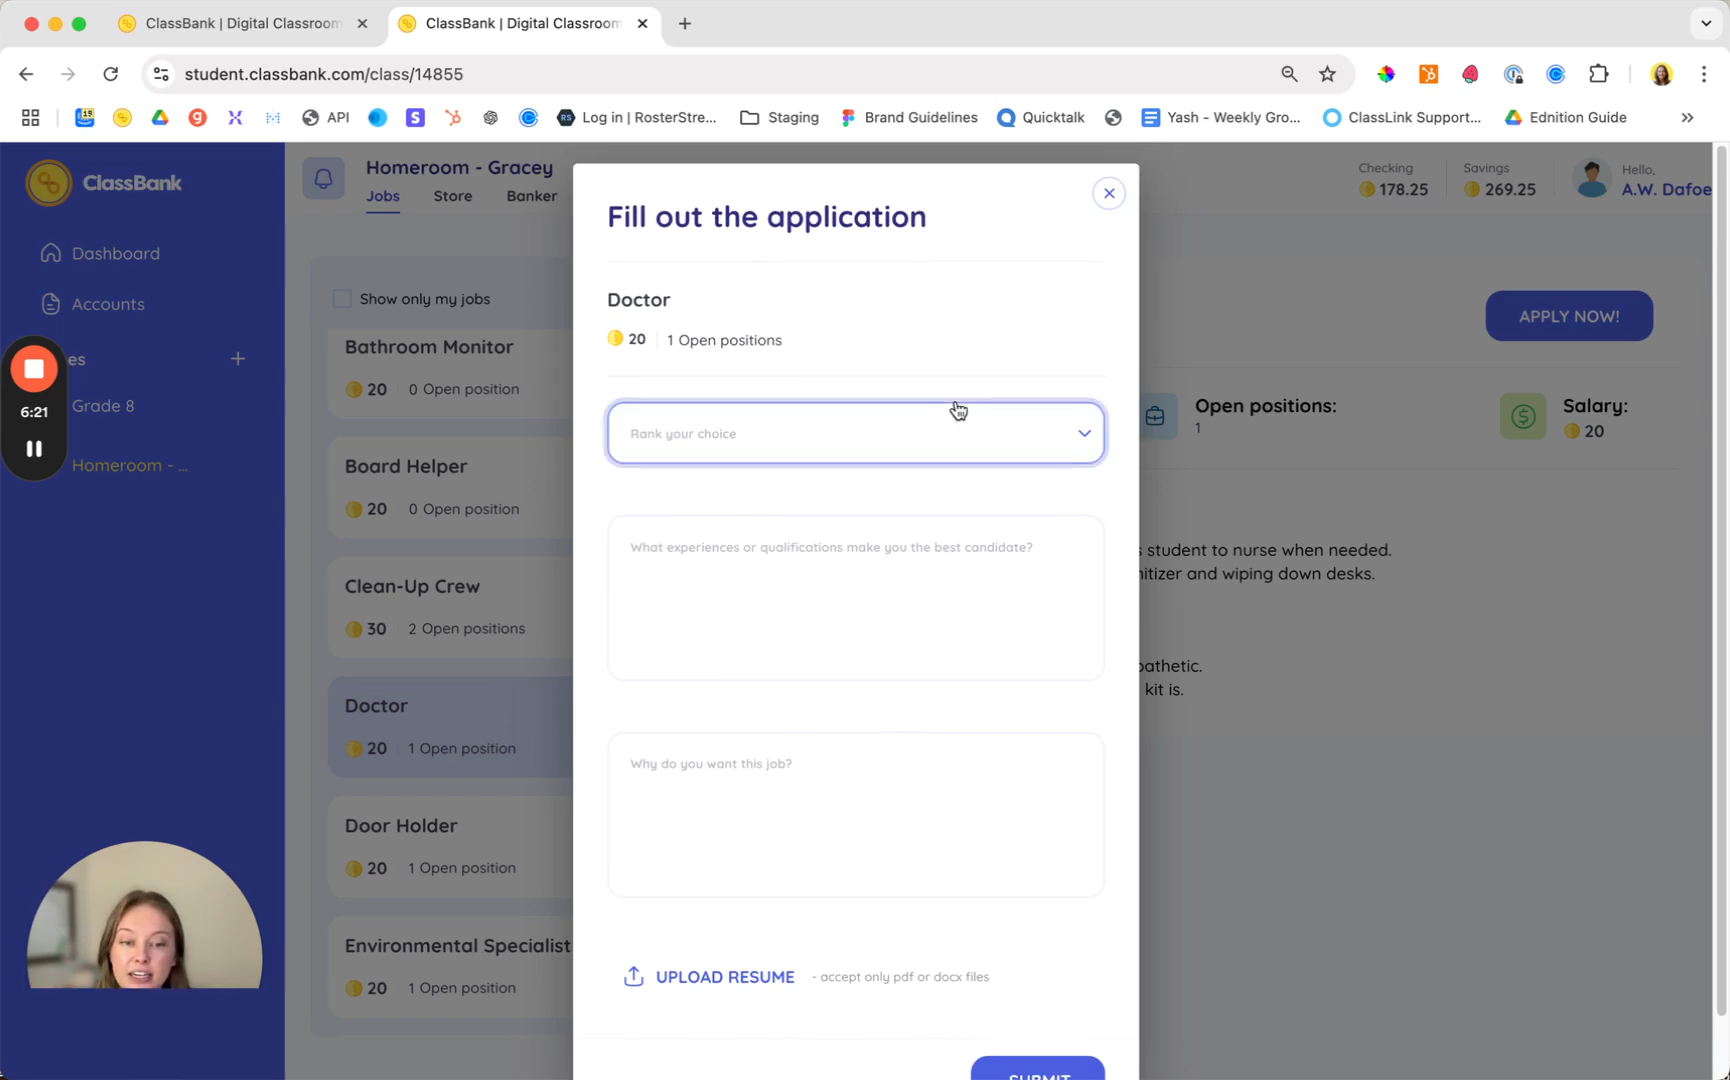 ClassBank | Digital Classroom
ClassBank | Digital Classroom
student.classbank.com/class/14855
19
API
S
RS
Log in | RosterStre...
Staging
Brand Guidelines
Quicktalk
Yash - Weekly Gro...
ClassLink Support...
Ednition Guide
ClassBank
Dashboard
Accounts
es
Grade 8
Homeroom - ...
6:21
Homeroom - Gracey
Jobs
Store
Banker
Checking
178.25
Savings
269.25
Hello,
A.W. Dafoe
Show only my jobs
Bathroom Monitor
20
0 Open position
Board Helper
20
0 Open position
Clean-Up Crew
30
2 Open positions
Doctor
20
1 Open position
Door Holder
20
1 Open position
Environmental Specialist
20
1 Open position
Fill out the application
Doctor
20
1 Open positions
Rank your choice
What experiences or qualifications make you the best candidate?
Why do you want this job?
UPLOAD RESUME
- accept only pdf or docx files
SUBMIT
APPLY NOW!
Open positions:
1
Salary:
20
s student to nurse when needed.
nitizer and wiping down desks.
pathetic.
kit is.